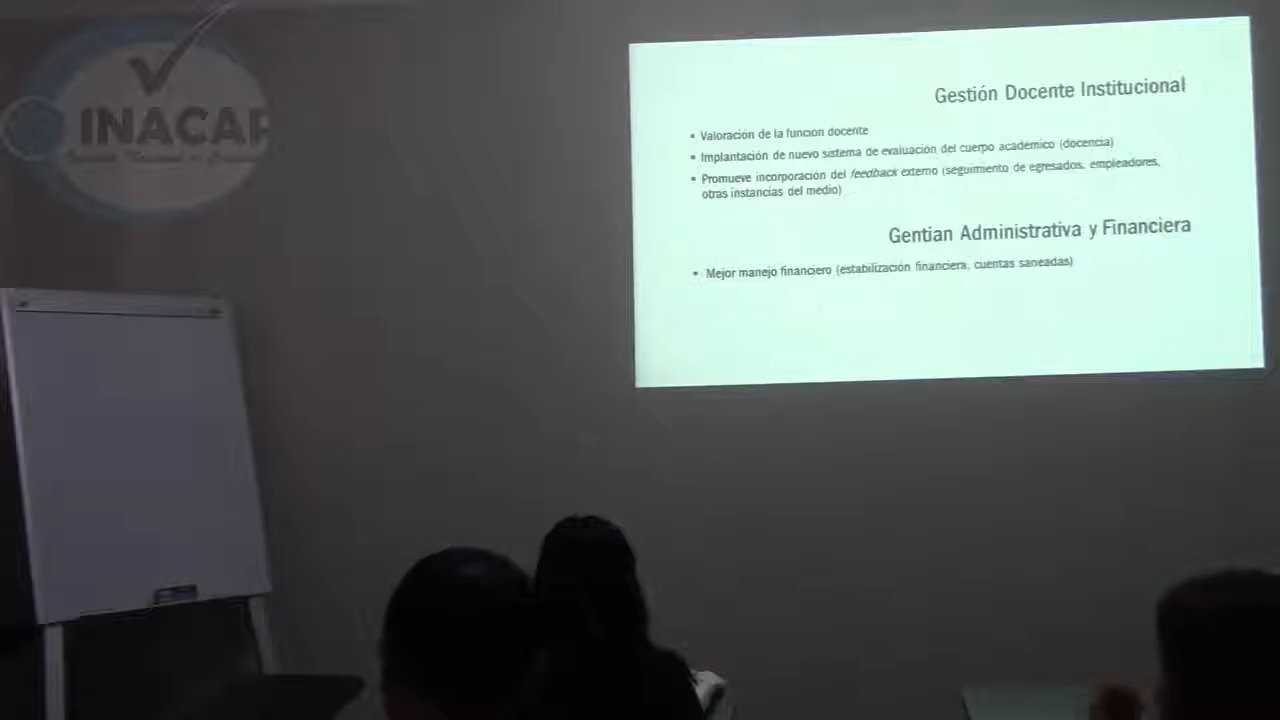 INACAP
Gestión Docente Institucional
• Valoración de la función docente
• Implantación de nuevo sistema de evaluación del cuerpo académico (docencia)
• Promueve incorporación del feedback externo (seguimiento de egresados, empleadores,
otras instancias del medio)
Gentian Administrativa y Financiera
• Mejor manejo financiero (estabilización financiera, cuentas saneadas)